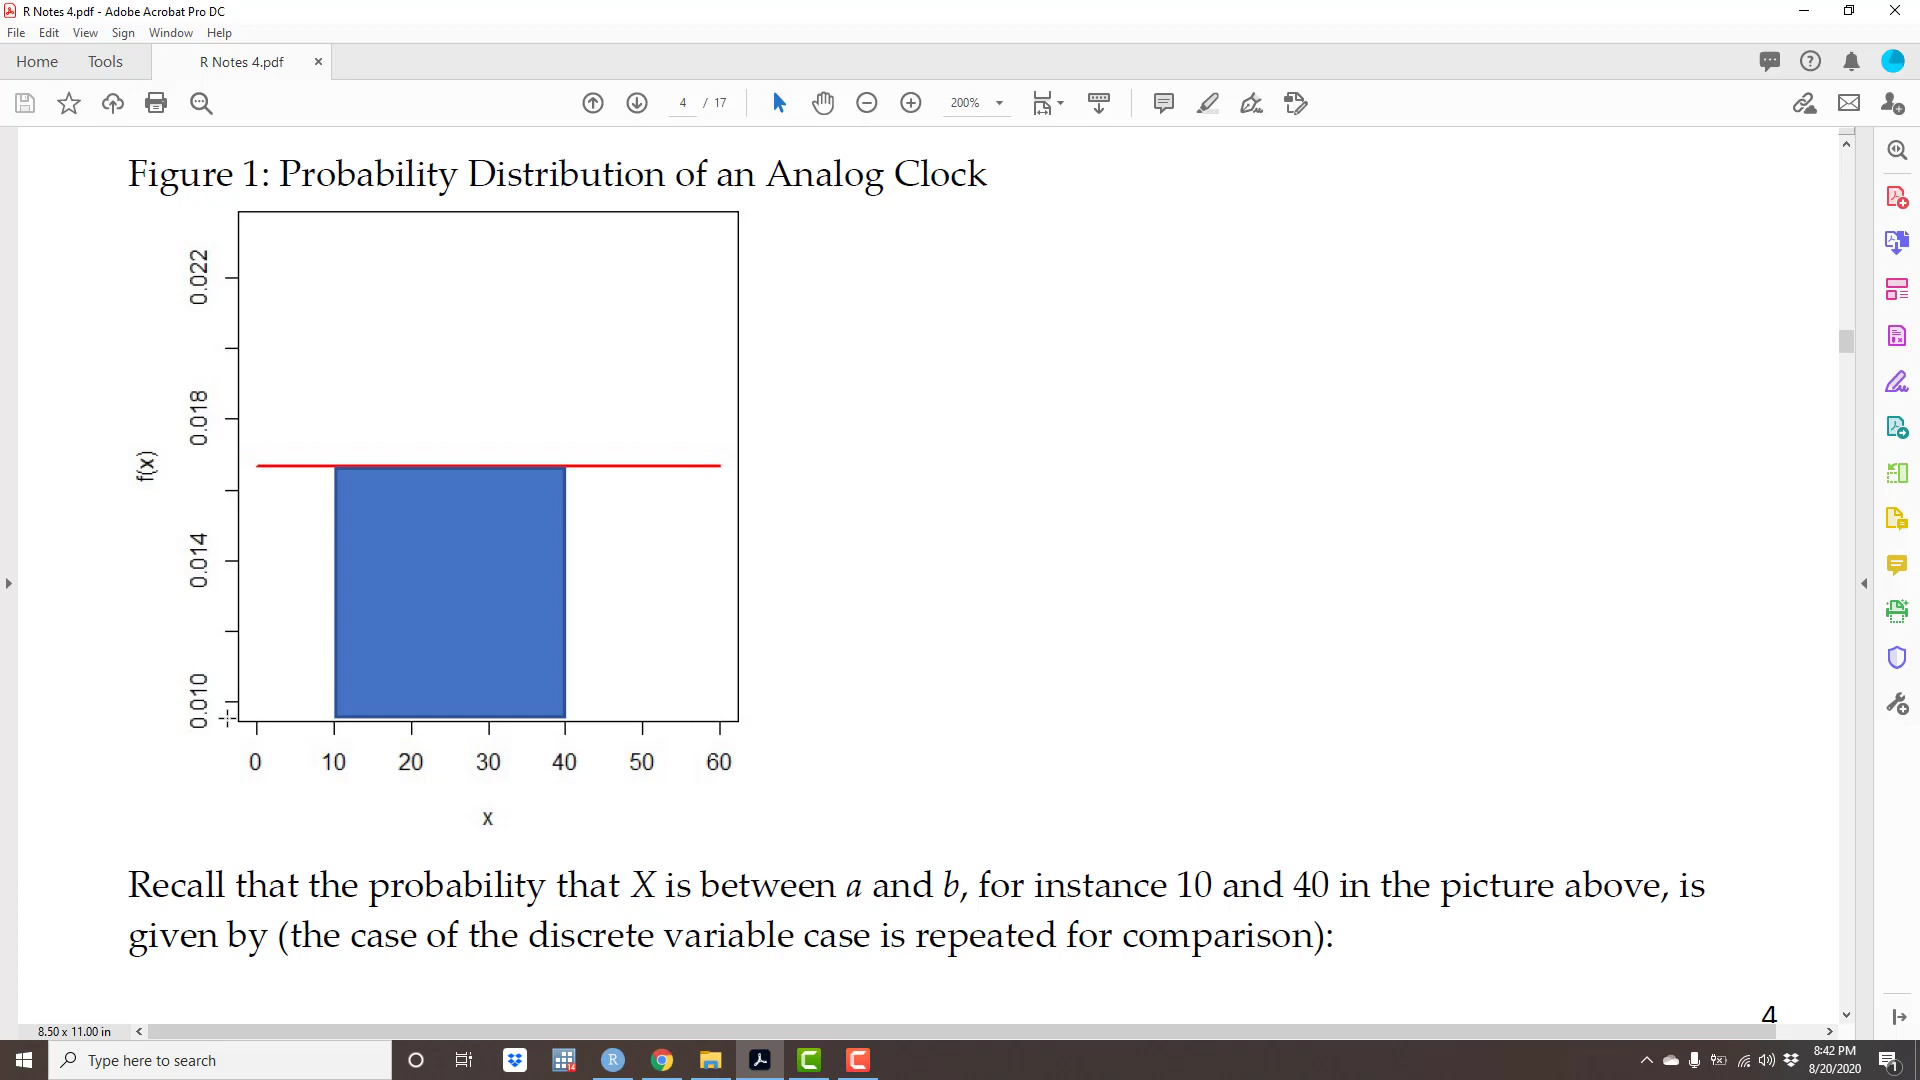 R Notes 4.pdf - Adobe Acrobat Pro DC
File Edit View Sign Window Help
Home Tools R Notes 4.pdf
4 / 17 200%
Figure 1: Probability Distribution of an Analog Clock
0.022
0.018
f(x)
0.014
0.010
0 10 20 30 40 50 60
x
Recall that the probability that X is between a and b, for instance 10 and 40 in the picture above, is
given by (the case of the discrete variable case is repeated for comparison):
4
8.50 x 11.00 in
Type here to search
14
R
8:42 PM
8/20/2020
1